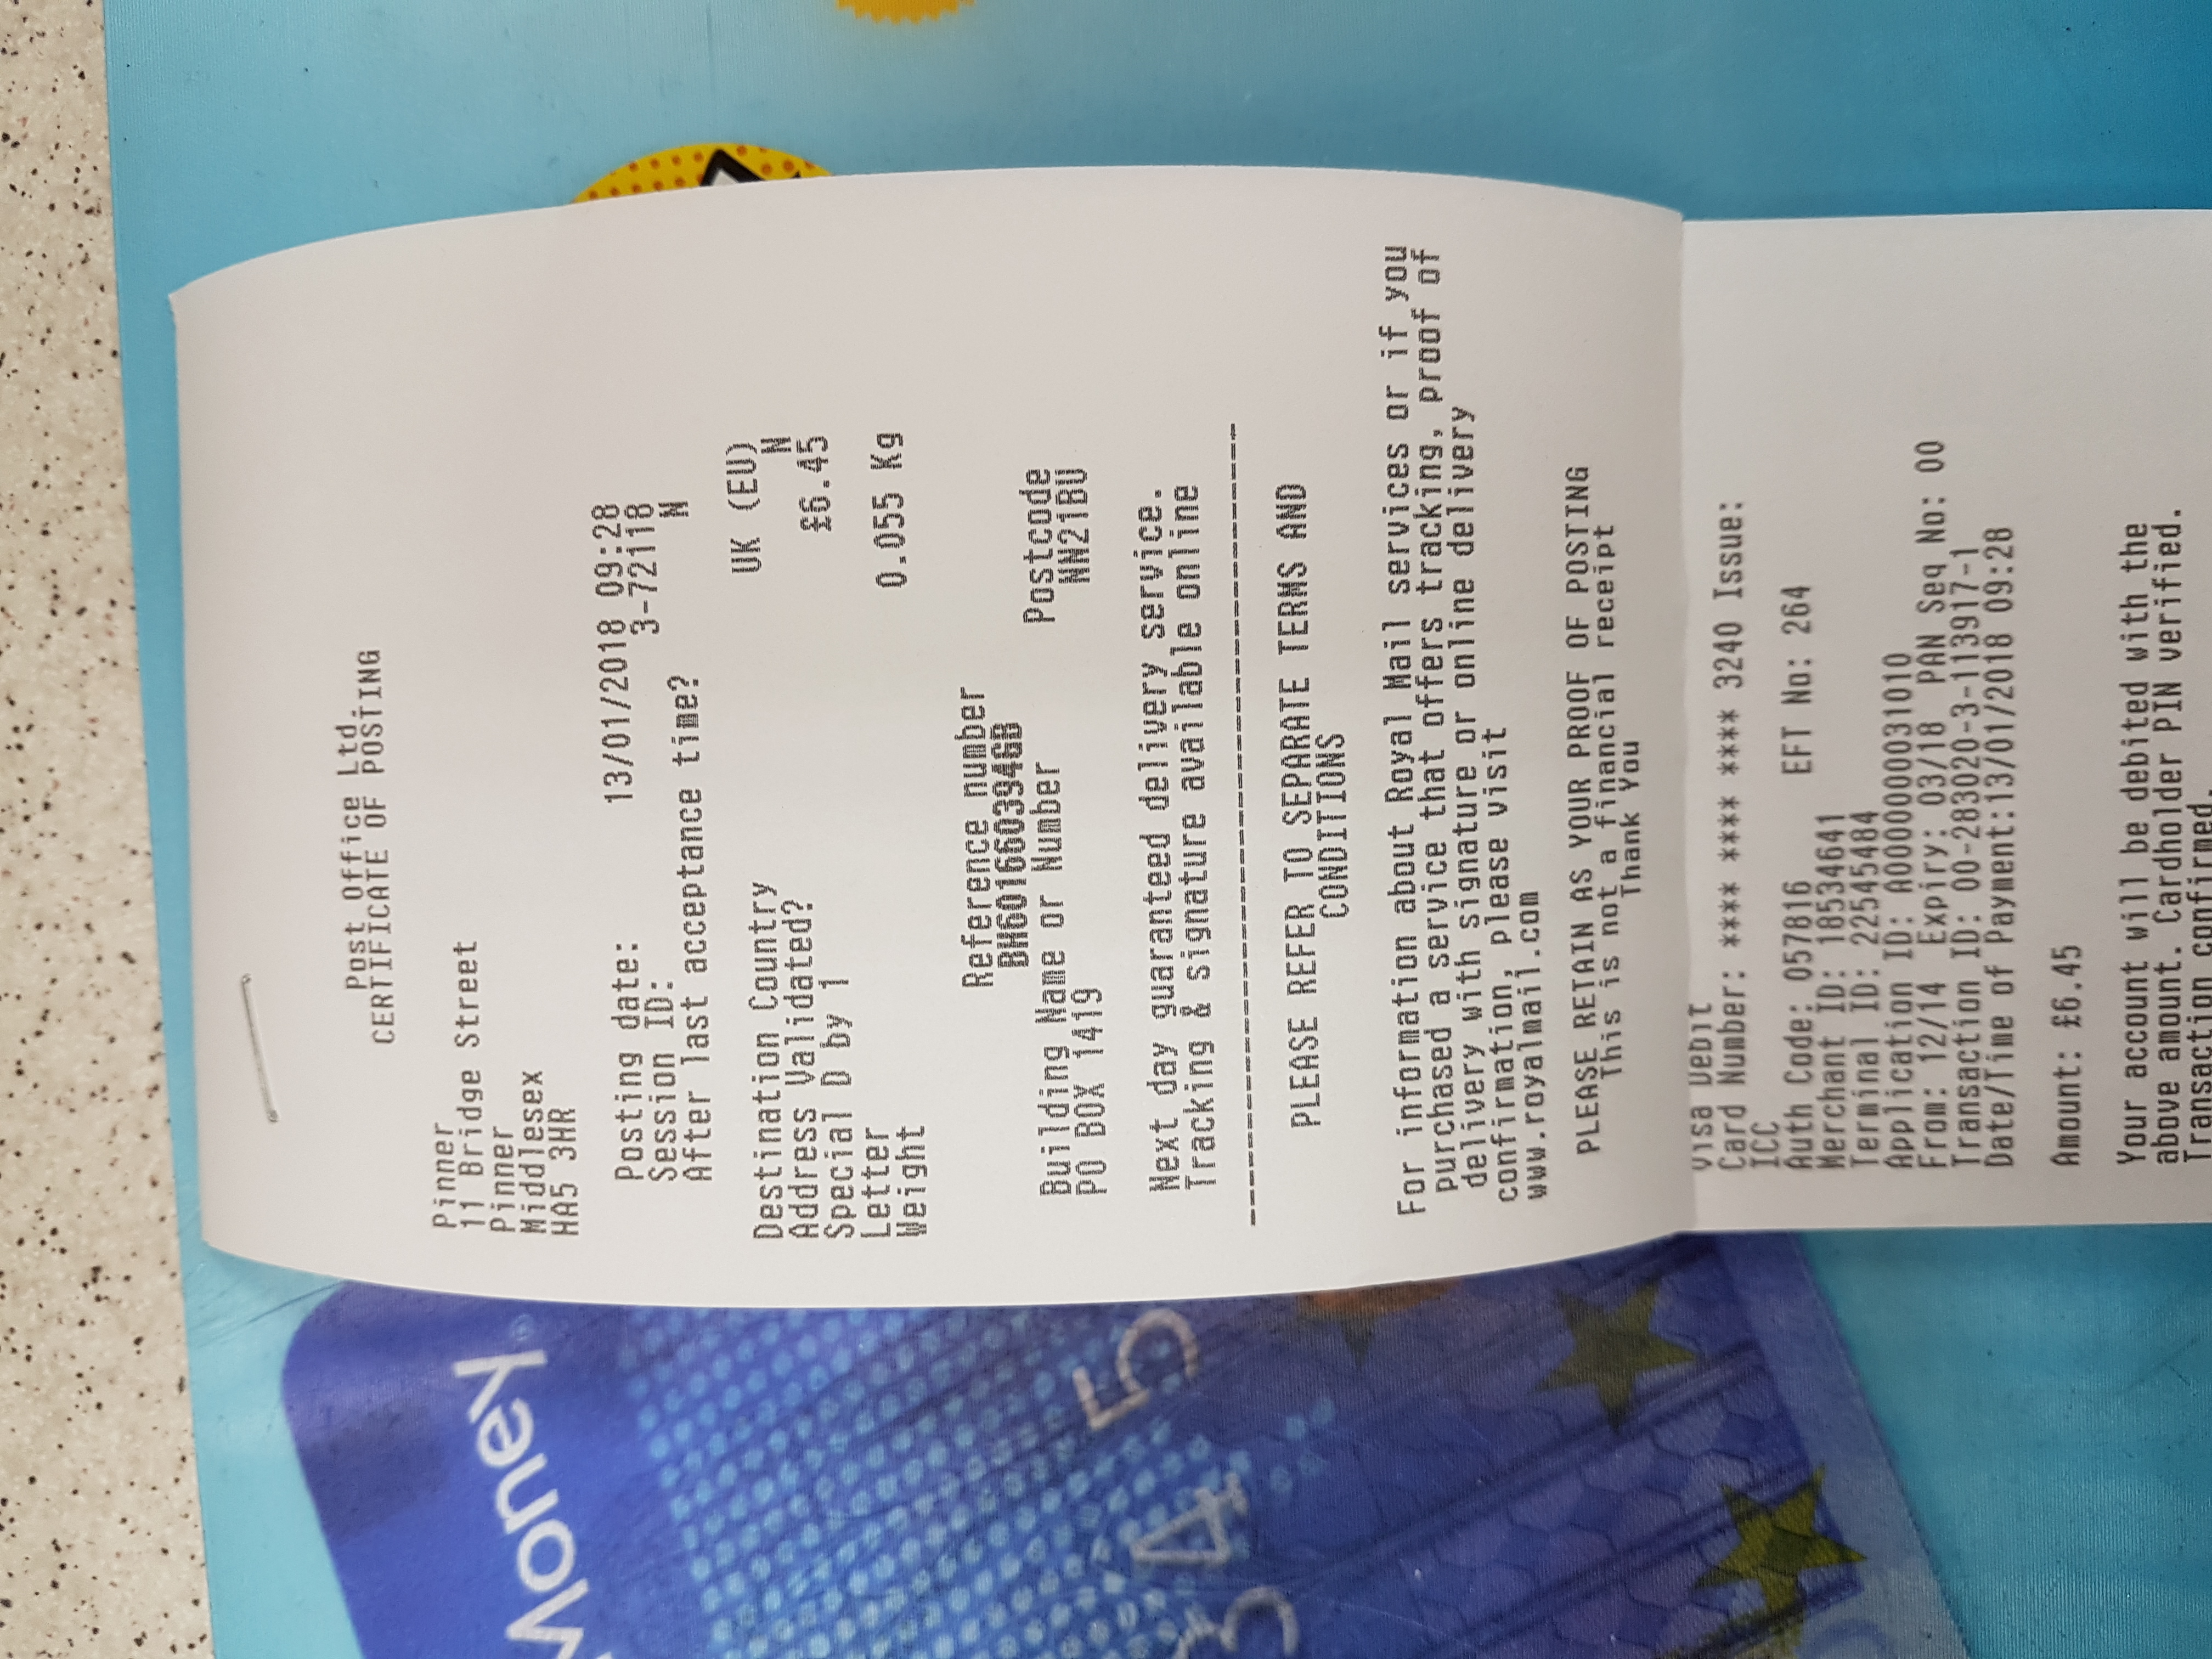 Post Office Ltd.
CERTIFICATE OF POSTING
Pinner
11 Bridge Street
Pinner
Middlesex
HA5 3HR
Posting date: 13/01/2018 09:28
Session ID: 3-72118
After last acceptance time? N
Destination Country UK (EU)
Address Validated? N
Special D by 1 £6.45
Letter
Weight 0.055 Kg
Reference number
BH601660394GB
Building Name or Number Postcode
PO BOX 1419 NN21BU
Next day guaranteed delivery service.
Tracking & signature available online
PLEASE REFER TO SEPARATE TERMS AND
CONDITIONS
For information about Royal Mail services or if you
purchased a service that offers tracking, proof of
delivery with signature or online delivery
confirmation, please visit
www.royalmail.com
PLEASE RETAIN AS YOUR PROOF OF POSTING
This is not a financial receipt
Thank You
Visa Debit
Card Number: **** **** **** 3240 Issue:
ICC
Auth Code: 057816 EFT No: 264
Merchant ID: 18534641
Terminal ID: 22545484
Application ID: A0000000031010
From: 12/14 Expiry: 03/18 PAN Seq No: 00
Transaction ID: 00-283020-3-113917-1
Date/Time of Payment:13/01/2018 09:28
Amount: £6.45
Your account will be debited with the
above amount. Cardholder PIN verified.
Transaction confirmed.
Money
3 4 5